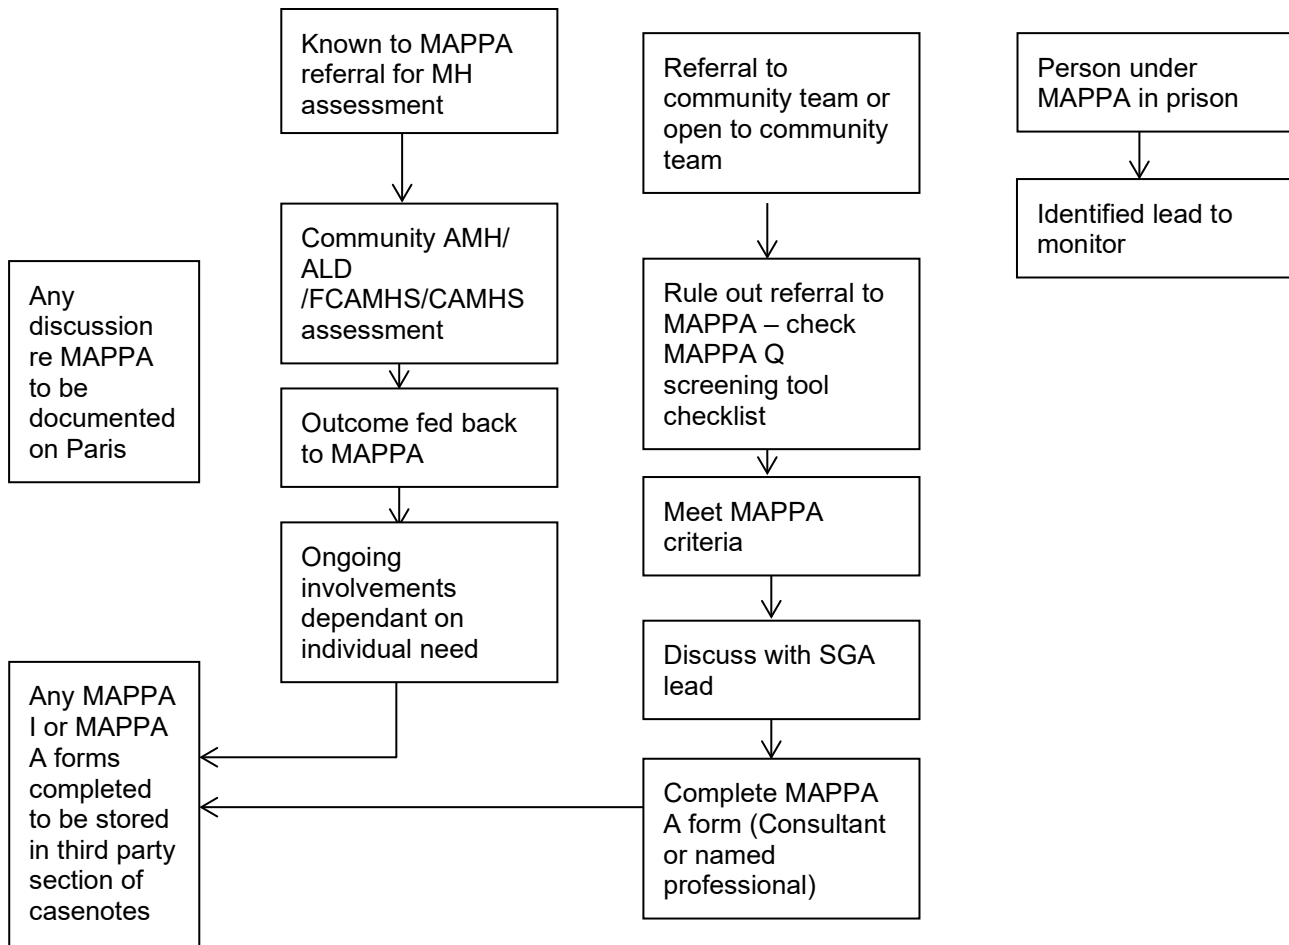 Known to MAPPA
referral for MH
assessment
Community AMH/
ALD
/FCAMHS/CAMHS
assessment
Outcome fed back
to MAPPA
Ongoing
involvements
dependant on
individual need
Referral to
community team or
open to community
team
Rule out referral to
MAPPA – check
MAPPA Q
screening tool
checklist
Meet MAPPA
criteria
Discuss with SGA
lead
Complete MAPPA
A form (Consultant
or named
professional)
Person under
MAPPA in prison
Identified lead to
monitor
Any
discussion
re MAPPA
to be
documented
on Paris
Any MAPPA
I or MAPPA
A forms
completed
to be stored
in third party
section of
casenotes